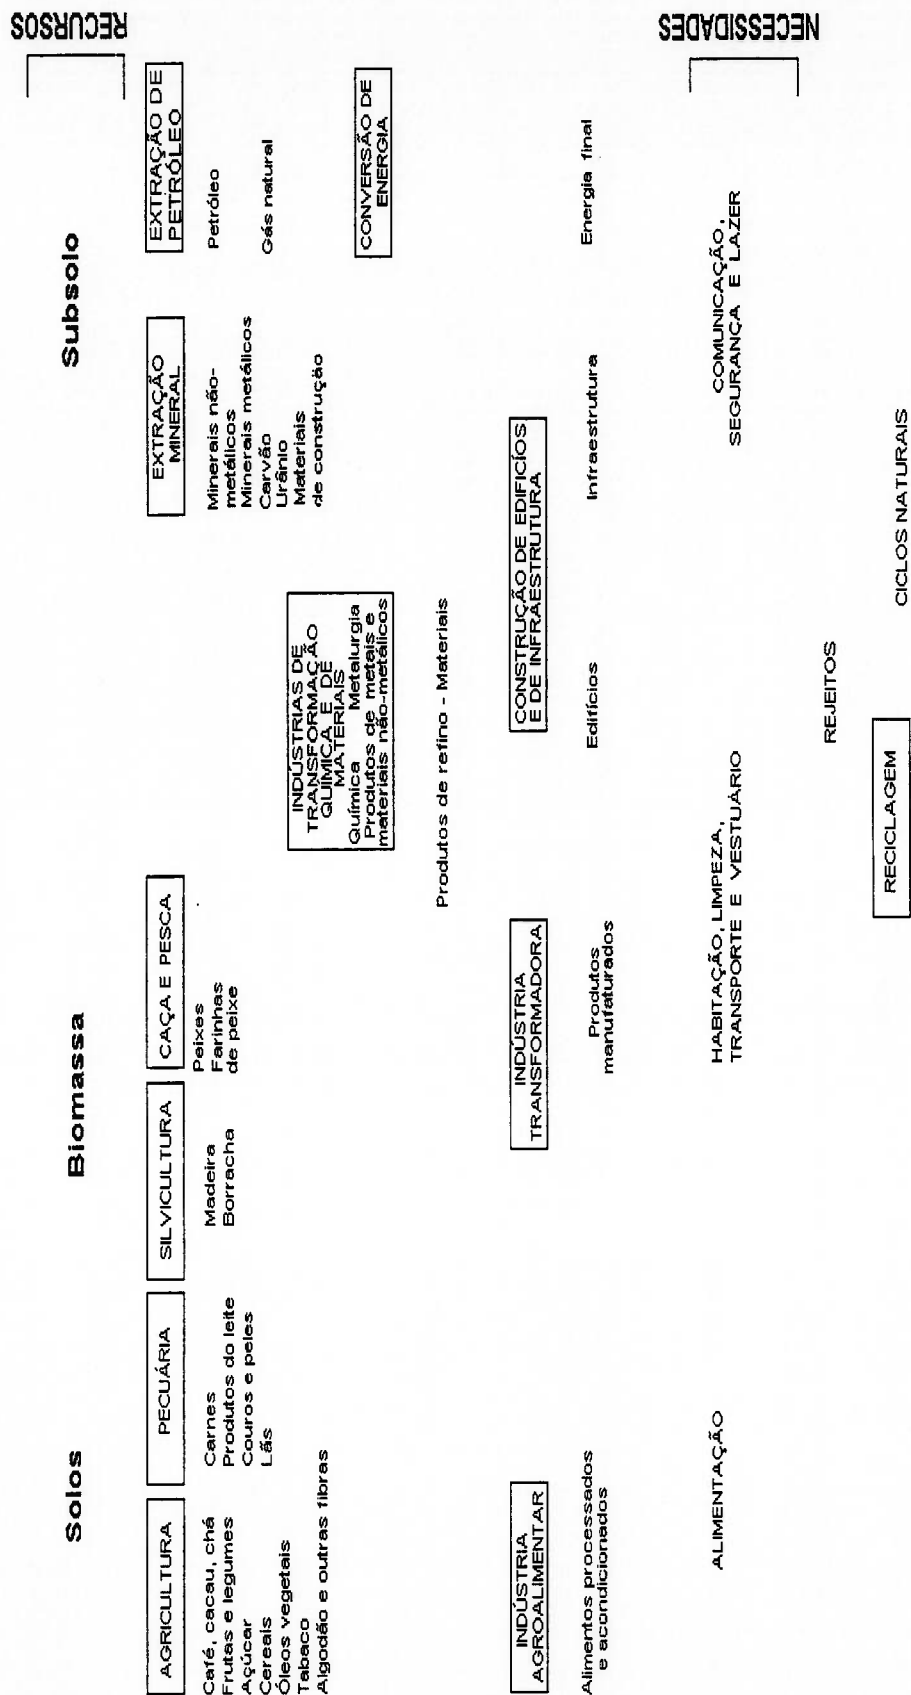 RECURSOS
Solos
Biomassa
Subsolo
AGRICULTURA
Café, cacau, chá
Frutas e legumes
Açúcar
Cereais
Óleos vegetais
Tabaco
Algodão e outras fibras
PECUÁRIA
Carnes
Produtos do leite
Couros e peles
Lãs
SILVICULTURA
Madeira
Borracha
CAÇA E PESCA
Peixes
Farinhas
de peixe
EXTRAÇÃO
MINERAL
Minerais não-
metálicos
Minerais metálicos
Carvão
Urânio
Materiais
de construção
EXTRAÇÃO DE
PETRÓLEO
Petróleo
Gás natural
INDÚSTRIAS DE
TRANSFORMAÇÃO
QUÍMICA E DE
MATERIAIS
Química Metalurgia
Produtos de metais e
materiais não-metálicos
CONVERSÃO DE
ENERGIA
Produtos de refino - Materiais
INDÚSTRIA
AGROALIMENTAR
Alimentos processados
e acondicionados
INDÚSTRIA
TRANSFORMADORA
Produtos
manufaturados
CONSTRUÇÃO DE EDIFICÍOS
E DE INFRAESTRUTURA
Edifícios
Infraestrutura
Energia final
NECESSIDADES
ALIMENTAÇÃO
HABITAÇÃO, LIMPEZA,
TRANSPORTE E VESTUÁRIO
COMUNICAÇÃO,
SEGURANÇA E LAZER
REJEITOS
RECICLAGEM
CICLOS NATURAIS